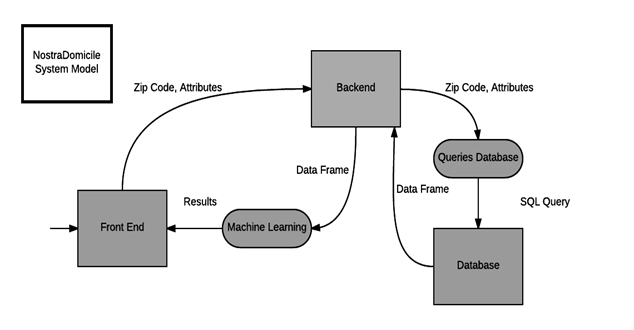 NostraDomicile
System Model
Zip Code, Attributes
Backend
Zip Code, Attributes
Queries Database
Data Frame
Data Frame
SQL Query
Results
Front End
Machine Learning
Database